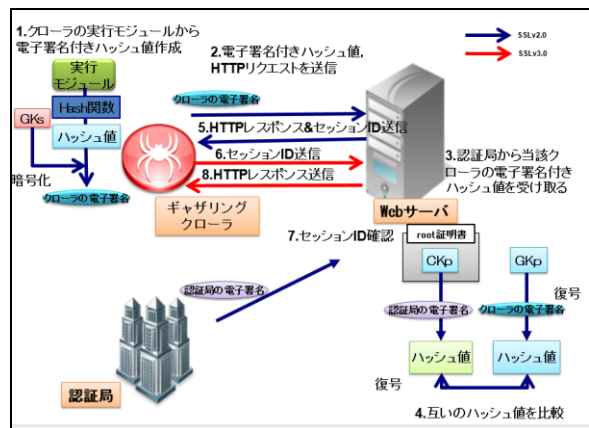 1.クローラの実行モジュールから
電子署名付きハッシュ値作成
実行
モジュール
Hash関数
GKs
ハッシュ値
暗号化
クローラの電子署名
2.電子署名付きハッシュ値,
HTTPリクエストを送信
クローラの電子署名
5.HTTPレスポンス&セッションID送信
6.セッションID送信
8.HTTPレスポンス送信
ギャザリング
クローラ
SSLv2.0
SSLv3.0
3.認証局から当該ク
ローラの電子署名付き
ハッシュ値を受け取る
Webサーバ
7.セッションID確認
root証明書
CKp
GKp
復号
認証局の電子署名
認証局の電子署名
クローラの電子署名
ハッシュ値
ハッシュ値
復号
4.互いのハッシュ値を比較
認証局